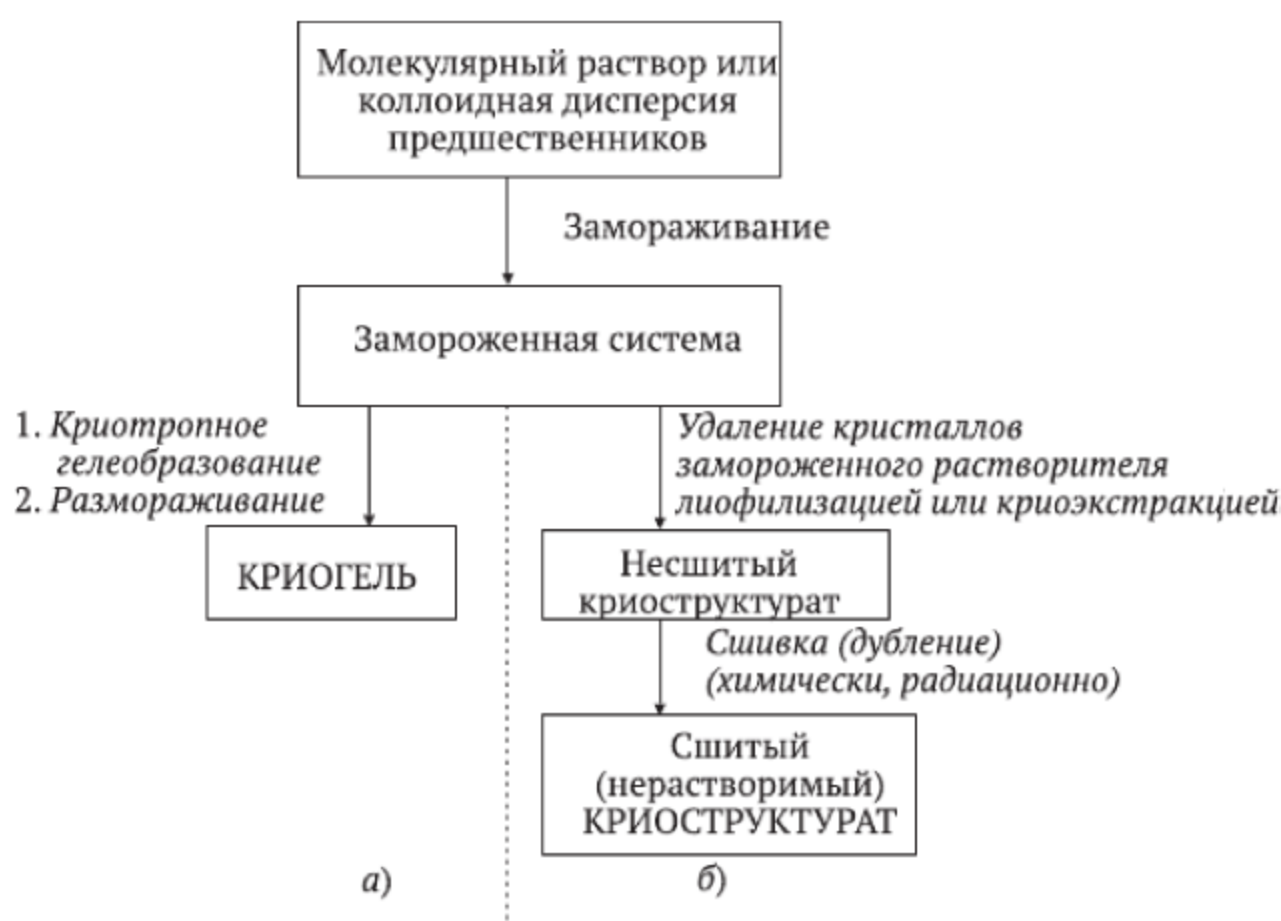 Молекулярный раствор или
коллоидная дисперсия
предшественников
Замораживание
Замороженная система
1. Криотропное
гелеобразование
2. Размораживание
КРИОГЕЛЬ
Удаление кристаллов
замороженного растворителя
лиофилизацией или криоэкстракцией
Несшитый
криоструктурат
Сшивка (дубление)
(химически, радиационно)
Сшитый
(нерастворимый)
КРИОСТРУКТУРАТ
а)
б)